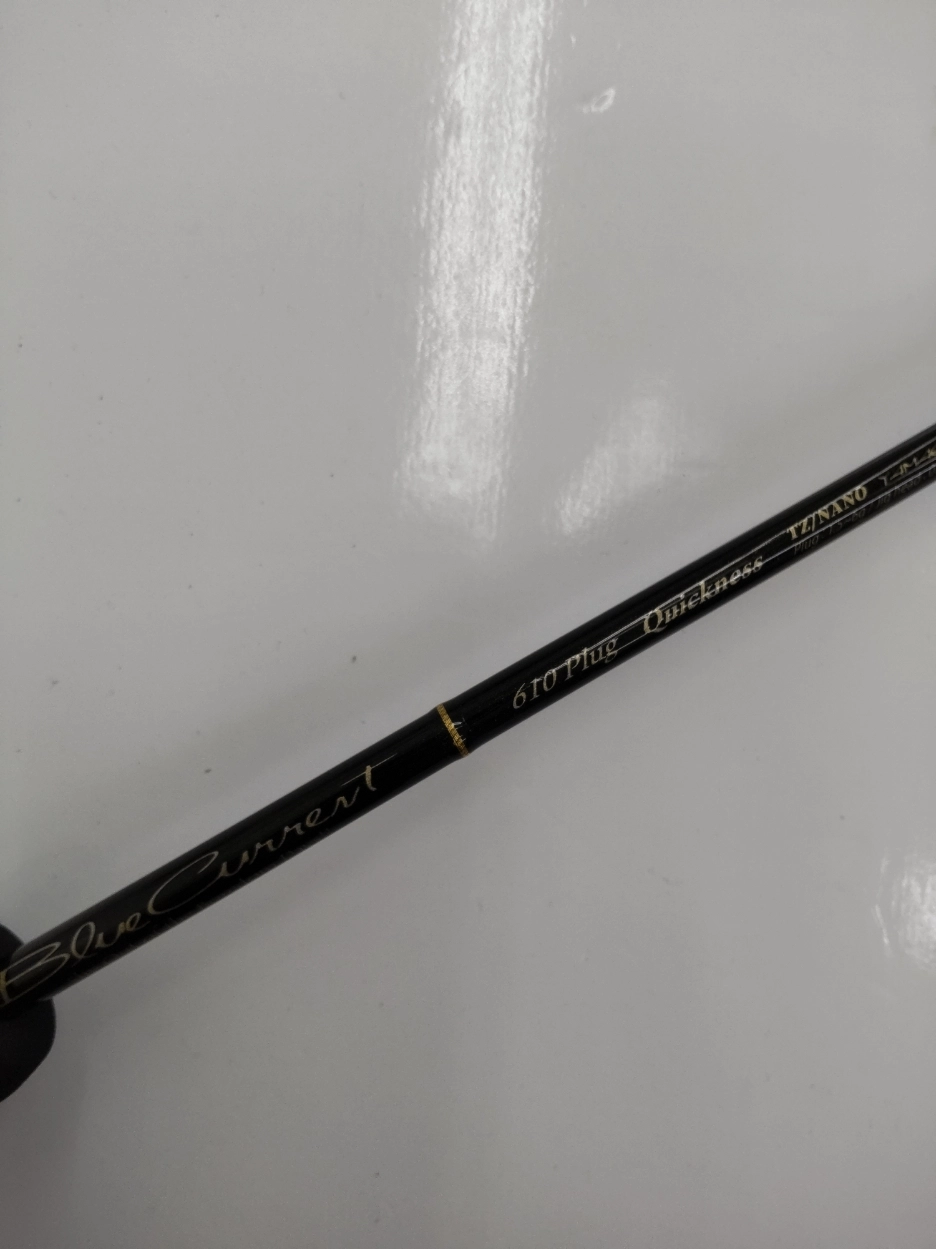 Blue Current
610 Plug Quickness TZ/NANO